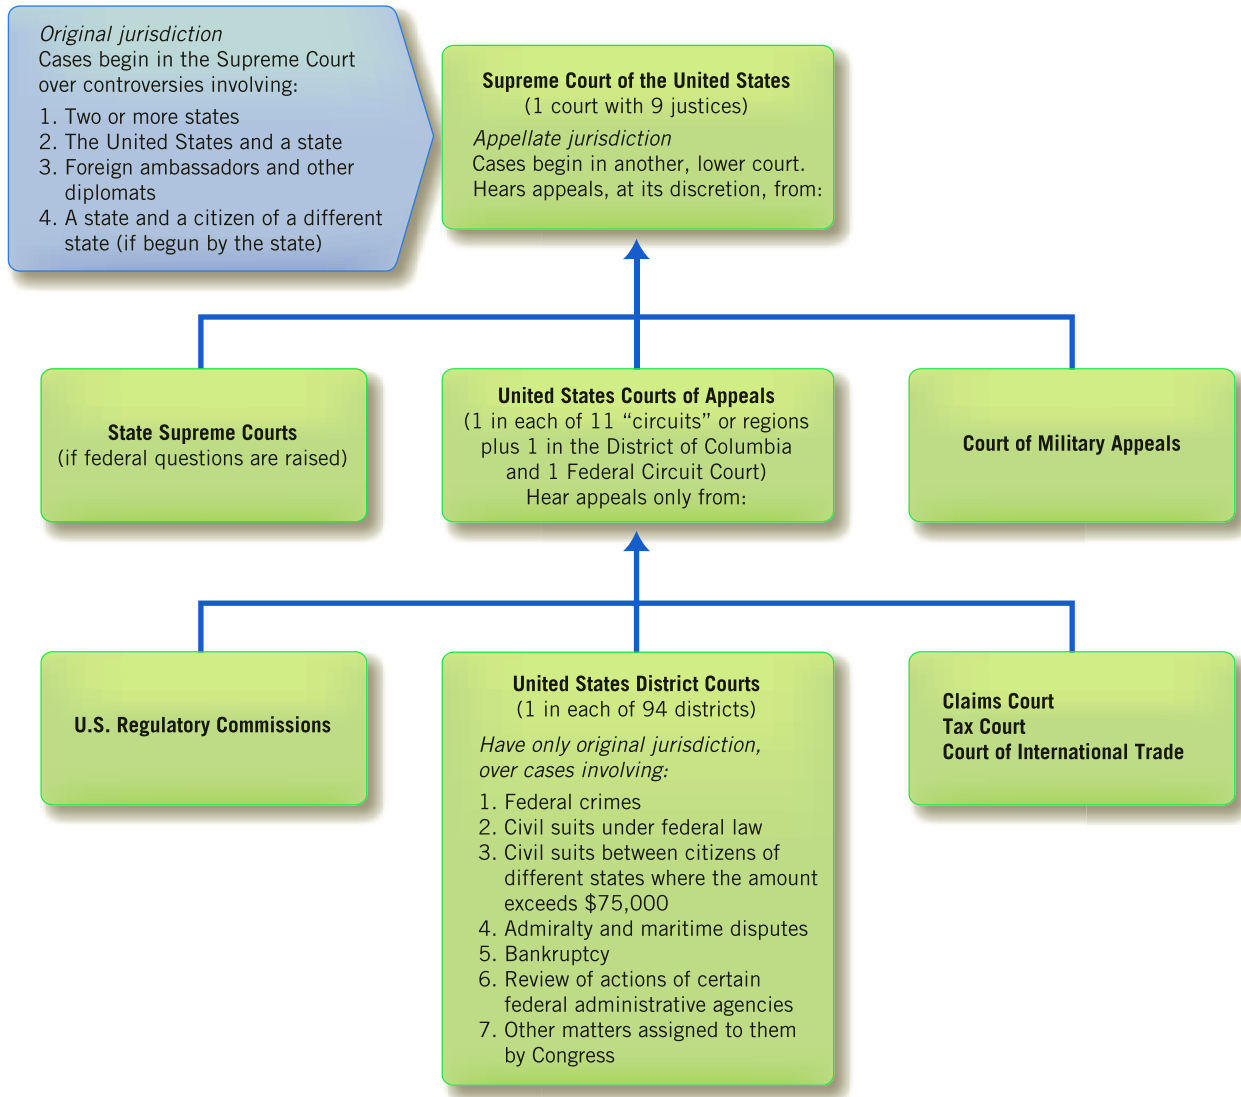 Original jurisdiction
Cases begin in the Supreme Court
over controversies involving:
1. Two or more states
2. The United States and a state
3. Foreign ambassadors and other
diplomats
4. A state and a citizen of a different
state (if begun by the state)
Supreme Court of the United States
(1 court with 9 justices)
Appellate jurisdiction
Cases begin in another, lower court.
Hears appeals, at its discretion, from:
State Supreme Courts
(if federal questions are raised)
United States Courts of Appeals
(1 in each of 11 “circuits” or regions
plus 1 in the District of Columbia
and 1 Federal Circuit Court)
Hear appeals only from:
Court of Military Appeals
U.S. Regulatory Commissions
United States District Courts
(1 in each of 94 districts)
Have only original jurisdiction,
over cases involving:
1. Federal crimes
2. Civil suits under federal law
3. Civil suits between citizens of
different states where the amount
exceeds $75,000
4. Admiralty and maritime disputes
5. Bankruptcy
6. Review of actions of certain
federal administrative agencies
7. Other matters assigned to them
by Congress
Claims Court
Tax Court
Court of International Trade